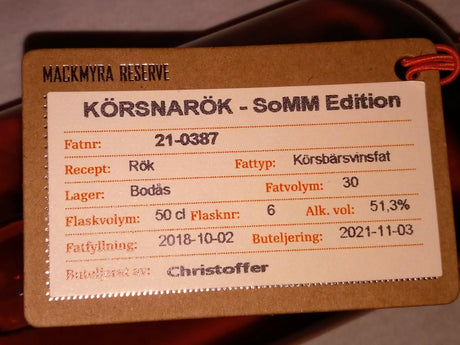 MACKMYRA RESERVE
KÖRSNARÖK - SoMM Edition
Fatnr: 21-0387
Recept: Rök Fattyp: Körsbärsvinsfat
Lager: Bodås Fatvolym: 30
Flaskvolym: 50 cl Flasknr: 6 Alk. vol: 51,3%
Fatfyllning: 2018-10-02 Buteljering: 2021-11-03
Buteljerat av: Christoffer